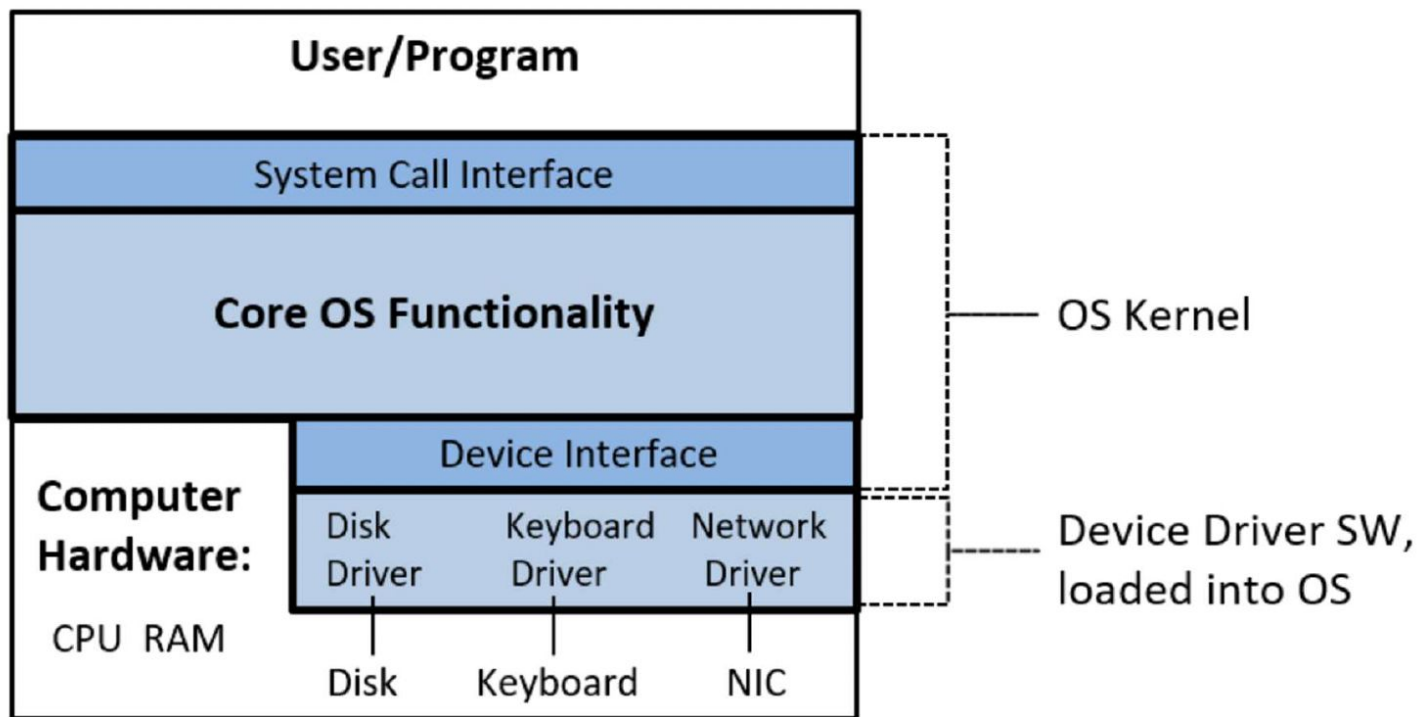 User/Program
System Call Interface
Core OS Functionality
OS Kernel
Device Interface
Computer
Hardware:
CPU RAM
Disk
Driver
Keyboard
Driver
Network
Driver
Device Driver SW,
loaded into OS
Disk
Keyboard
NIC